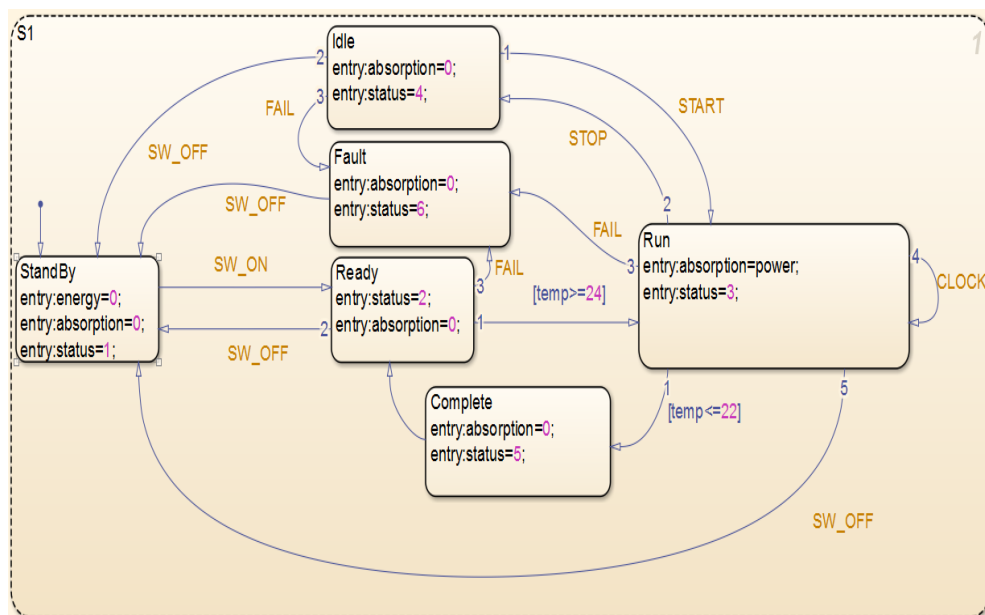 S1
1
Idle
entry:absorption=0;
entry:status=4;
2
1
3
FAIL
START
STOP
SW_OFF
Fault
entry:absorption=0;
entry:status=6;
SW_OFF
2
FAIL
Run
entry:absorption=power;
entry:status=3;
3
4
CLOCK
StandBy
entry:energy=0;
entry:absorption=0;
entry:status=1;
SW_ON
Ready
entry:status=2;
entry:absorption=0;
3
FAIL
[temp>=24]
2
1
SW_OFF
Complete
entry:absorption=0;
entry:status=5;
1
[temp<=22]
5
SW_OFF